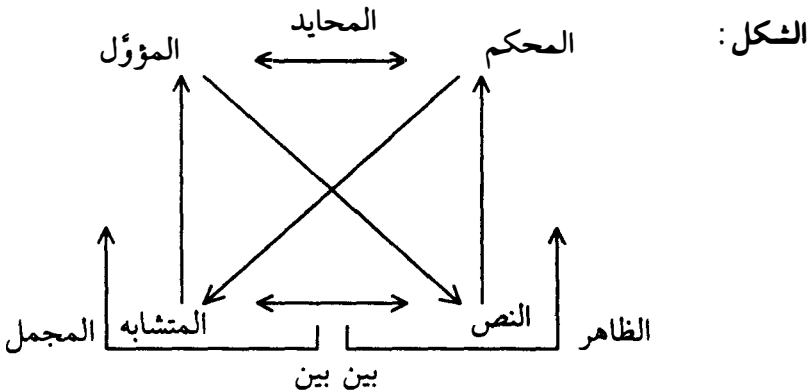 الشكل:
المحايد
المحكم
المؤوَّل
النص
المتشابه
الظاهر
المجمل
بين بين